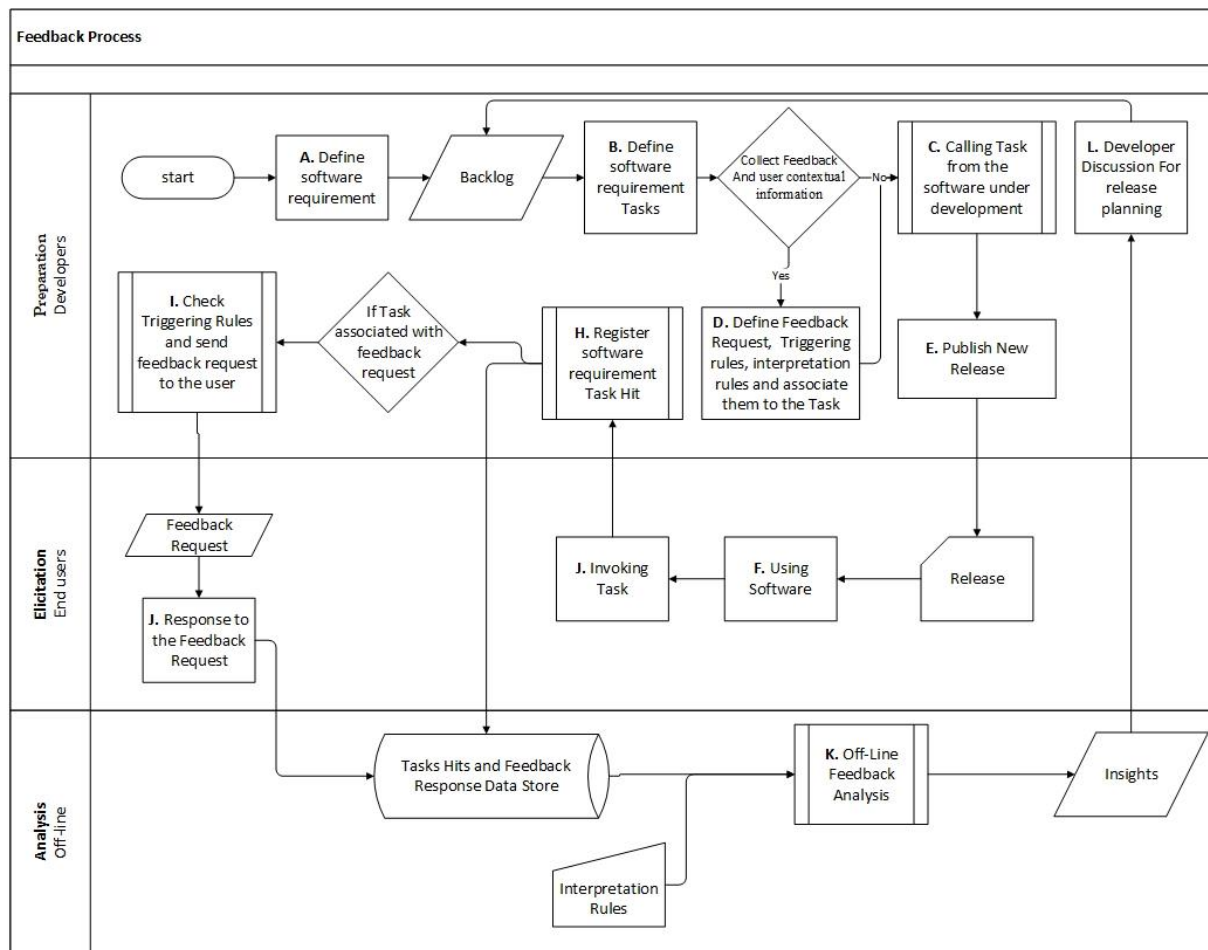 Feedback Process
Preparation
Developers
start
A. Define
software
requirement
Backlog
B. Define
software
requirement
Tasks
Collect Feedback
And user contextual
information
No
Yes
C. Calling Task
from the
software under
development
L. Developer
Discussion For
release
planning
I. Check
Triggering Rules
and send
feedback request
to the user
If Task
associated with
feedback
request
H. Register
software
requirement
Task Hit
D. Define Feedback
Request, Triggering
rules, interpretation
rules and associate
them to the Task
E. Publish New
Release
Elicitation
End users
Feedback
Request
J. Response to
the Feedback
Request
J. Invoking
Task
F. Using
Software
Release
Analysis
Off-line
Tasks Hits and Feedback
Response Data Store
K. Off-Line
Feedback
Analysis
Insights
Interpretation
Rules